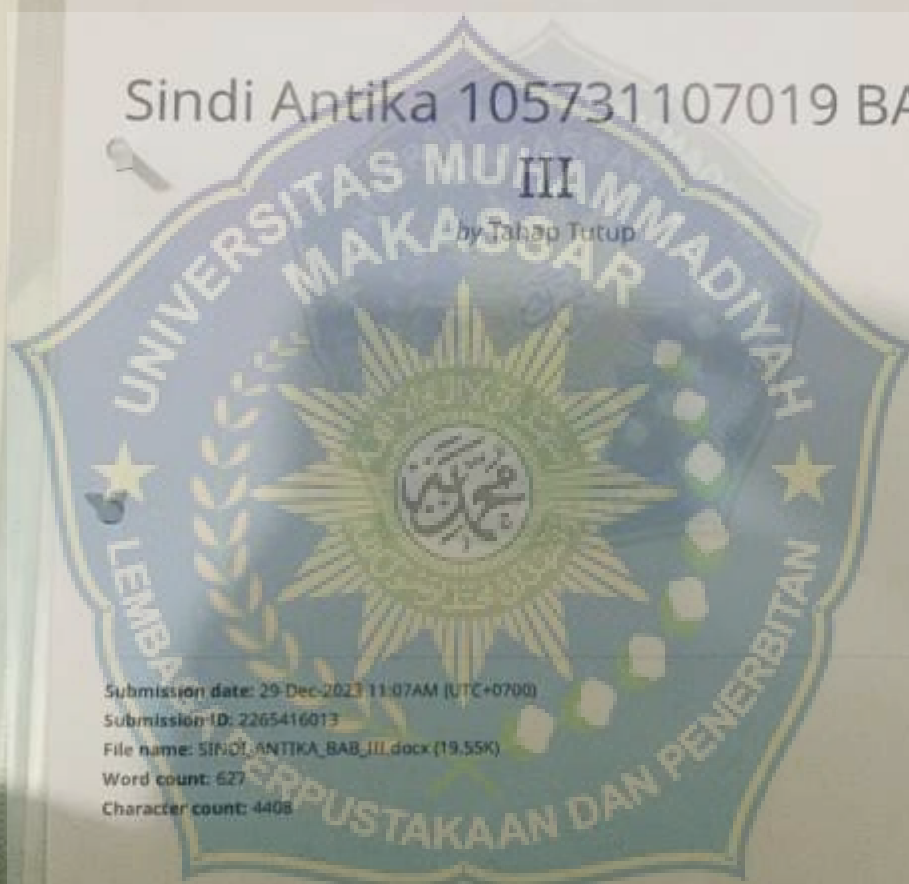 Sindi Antika 105731107019 BA
III
by Tahap Tutup
UNIVERSITAS MUHAMMADIYAH
MAKASSAR
LEMBAGA PERPUSTAKAAN DAN PENERBITAN
Submission date: 29-Dec-2023 11:07AM (UTC+0700)
Submission ID: 2265416013
File name: SINDI_ANTIKA_BAB_III.docx (19.55K)
Word count: 627
Character count: 4408